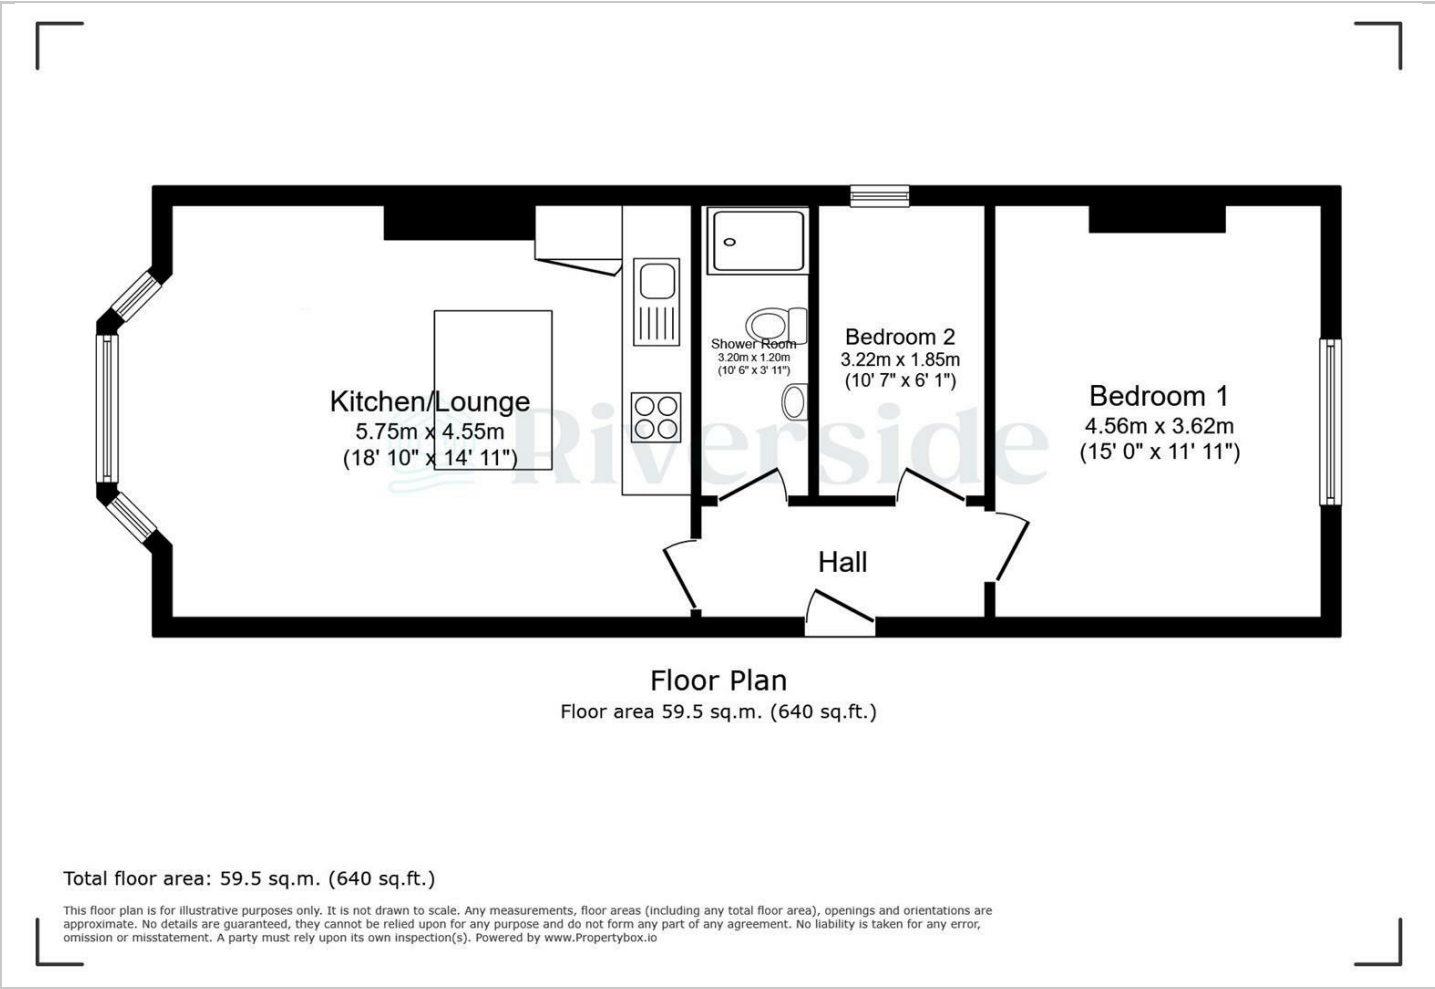 Kitchen/Lounge
5.75m x 4.55m
(18' 10" x 14' 11")
Shower Room
3.20m x 1.20m
(10' 6" x 3' 11")
Bedroom 2
3.22m x 1.85m
(10' 7" x 6' 1")
Bedroom 1
4.56m x 3.62m
(15' 0" x 11' 11")
Riverside
Hall
Floor Plan
Floor area 59.5 sq.m. (640 sq.ft.)
Total floor area: 59.5 sq.m. (640 sq.ft.)
This floor plan is for illustrative purposes only. It is not drawn to scale. Any measurements, floor areas (including any total floor area), openings and orientations are
approximate. No details are guaranteed, they cannot be relied upon for any purpose and do not form any part of any agreement. No liability is taken for any error,
omission or misstatement. A party must rely upon its own inspection(s). Powered by www.Propertybox.io